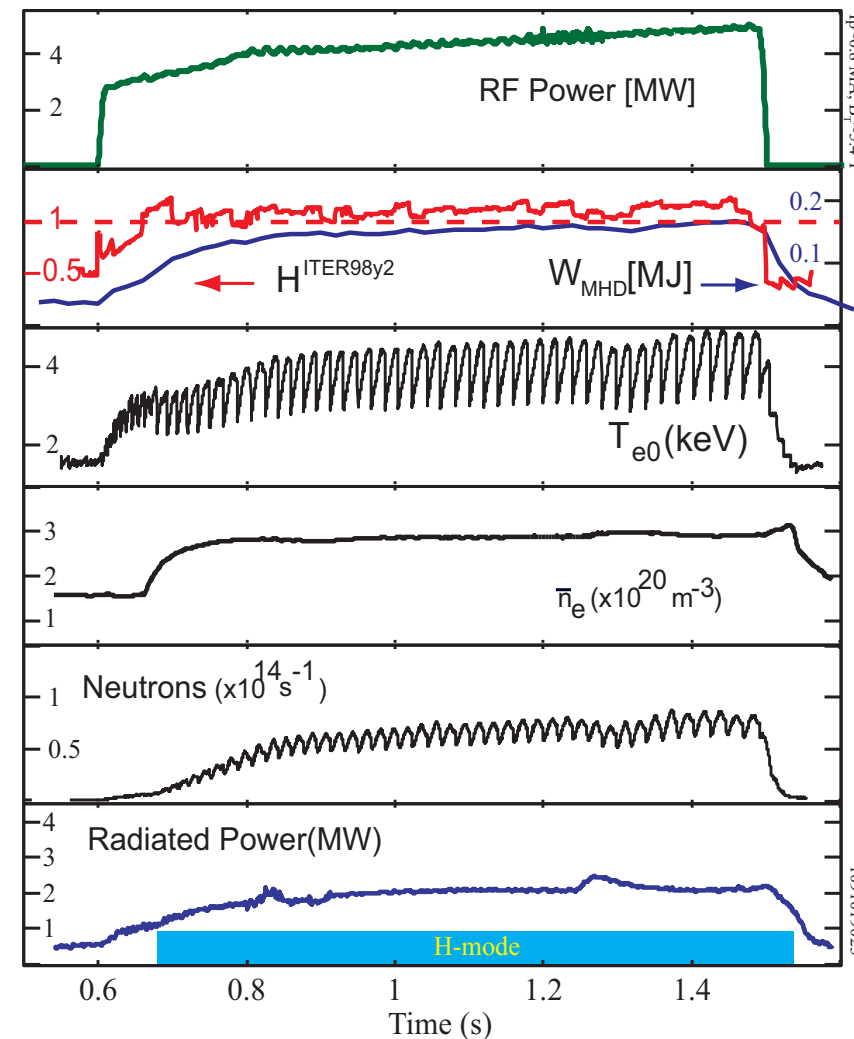 4
2
RF Power [MW]
1
0.5
0.2
0.1
H^ITER98y2
W_MHD[MJ]
4
2
T_e0(keV)
3
2
1
n̄_e (x10^20 m^-3)
Neutrons (x10^14 s^-1)
1
0.5
Radiated Power(MW)
4
3
2
1
H-mode
0.6 0.8 1 1.2 1.4
Time (s)